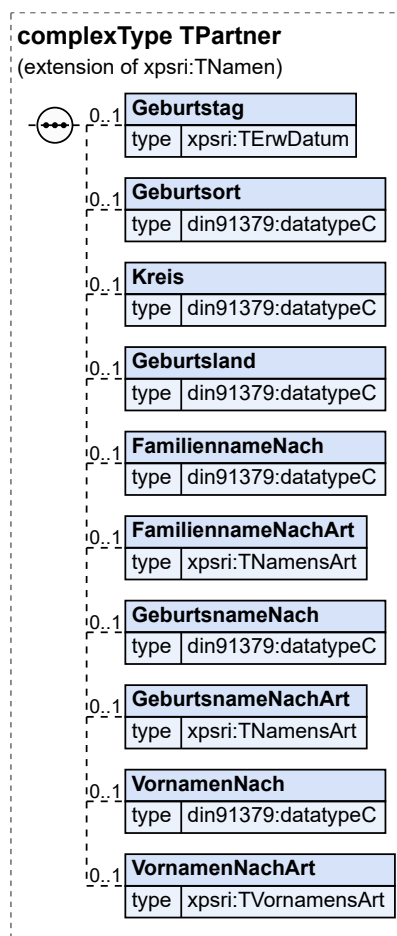 complexType TPartner
(extension of xpsri:TNamen)
0..1 Geburtstag
type xpsri:TErwDatum
0..1 Geburtsort
type din91379:datatypeC
0..1 Kreis
type din91379:datatypeC
0..1 Geburtsland
type din91379:datatypeC
0..1 FamiliennameNach
type din91379:datatypeC
0..1 FamiliennameNachArt
type xpsri:TNamensArt
0..1 GeburtsnameNach
type din91379:datatypeC
0..1 GeburtsnameNachArt
type xpsri:TNamensArt
0..1 VornamenNach
type din91379:datatypeC
0..1 VornamenNachArt
type xpsri:TVornamensArt